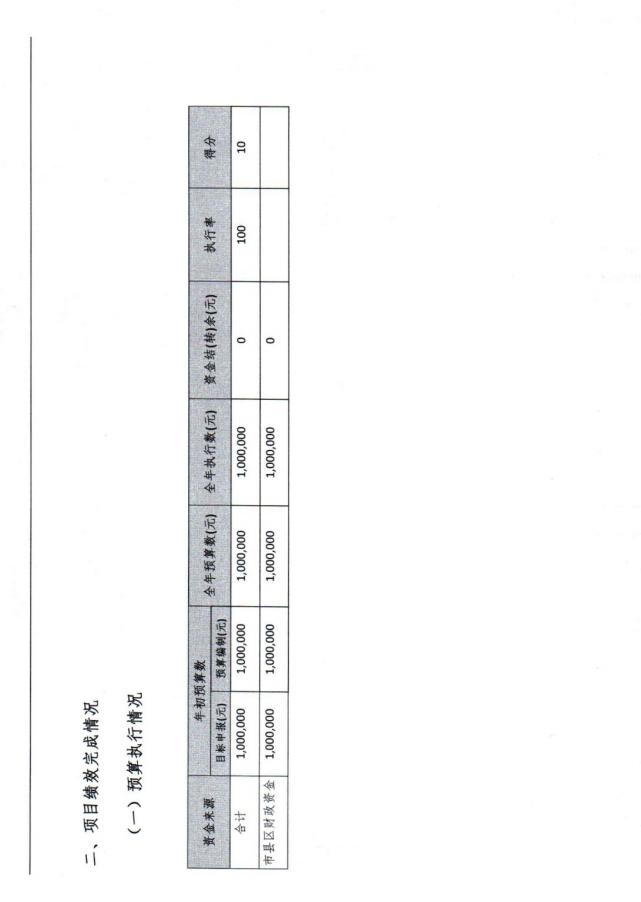 二、项目绩效完成情况
（一）预算执行情况
资金来源 年初预算数 全年预算数(元) 全年执行数(元) 资金结(转)余(元) 执行率 得分
目标申报(元) 预算编制(元)
合计 1,000,000 1,000,000 1,000,000 1,000,000 0 100 10
市县区财政资金 1,000,000 1,000,000 1,000,000 1,000,000 0